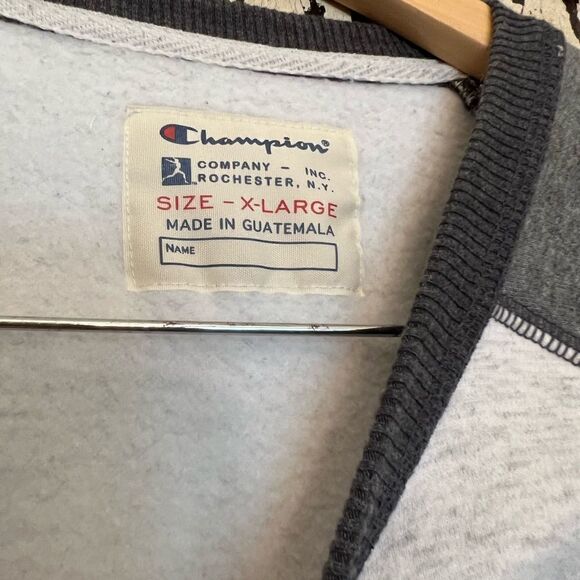 Champion®
COMPANY - INC.
ROCHESTER, N.Y.
SIZE - X-LARGE
MADE IN GUATEMALA
NAME